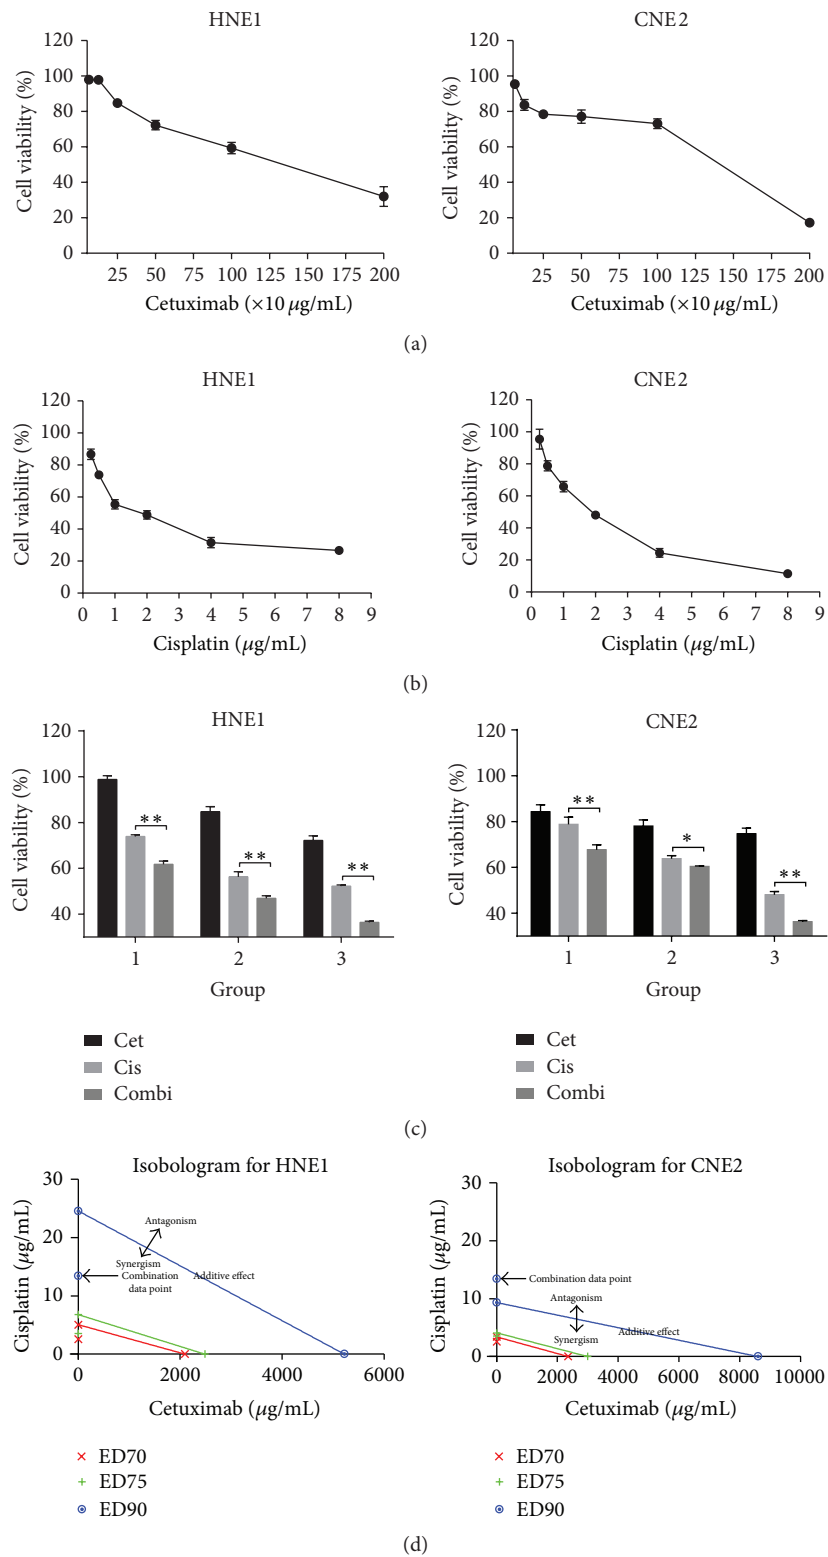 HNE1
CNE2
Cell viability (%)
120
100
80
60
40
20
0
25 50 75 100 125 150 175 200
Cetuximab (×10 μg/mL)
Cell viability (%)
120
100
80
60
40
20
0
25 50 75 100 125 150 175 200
Cetuximab (×10 μg/mL)
(a)
HNE1
CNE2
Cell viability (%)
120
100
80
60
40
20
0
0 1 2 3 4 5 6 7 8 9
Cisplatin (μg/mL)
Cell viability (%)
120
100
80
60
40
20
0
0 1 2 3 4 5 6 7 8 9
Cisplatin (μg/mL)
(b)
HNE1
CNE2
Cell viability (%)
120
100
80
60
40
**
**
**
1 2 3
Group
Cet
Cis
Combi
Cell viability (%)
120
100
80
60
40
**
*
**
1 2 3
Group
Cet
Cis
Combi
(c)
Isobologram for HNE1
Cisplatin (μg/mL)
30
20
10
0
Antagonism
Synergism
Combination
data point
Additive effect
0 2000 4000 6000
Cetuximab (μg/mL)
ED70
ED75
ED90
Isobologram for CNE2
Cisplatin (μg/mL)
30
20
10
0
Combination data point
Antagonism
Additive effect
Synergism
0 2000 4000 6000 8000 10000
Cetuximab (μg/mL)
ED70
ED75
ED90
(d)